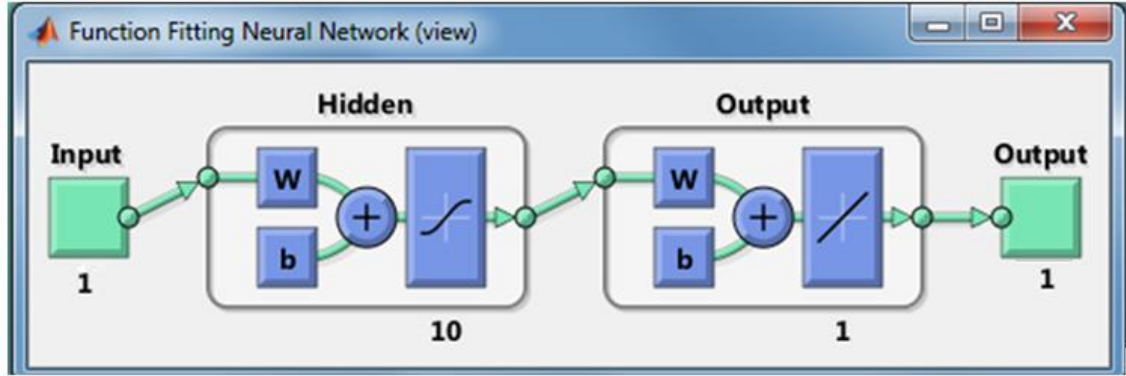 Function Fitting Neural Network (view)
Hidden
Output
Input
Output
W
W
b
b
1
1
10
1